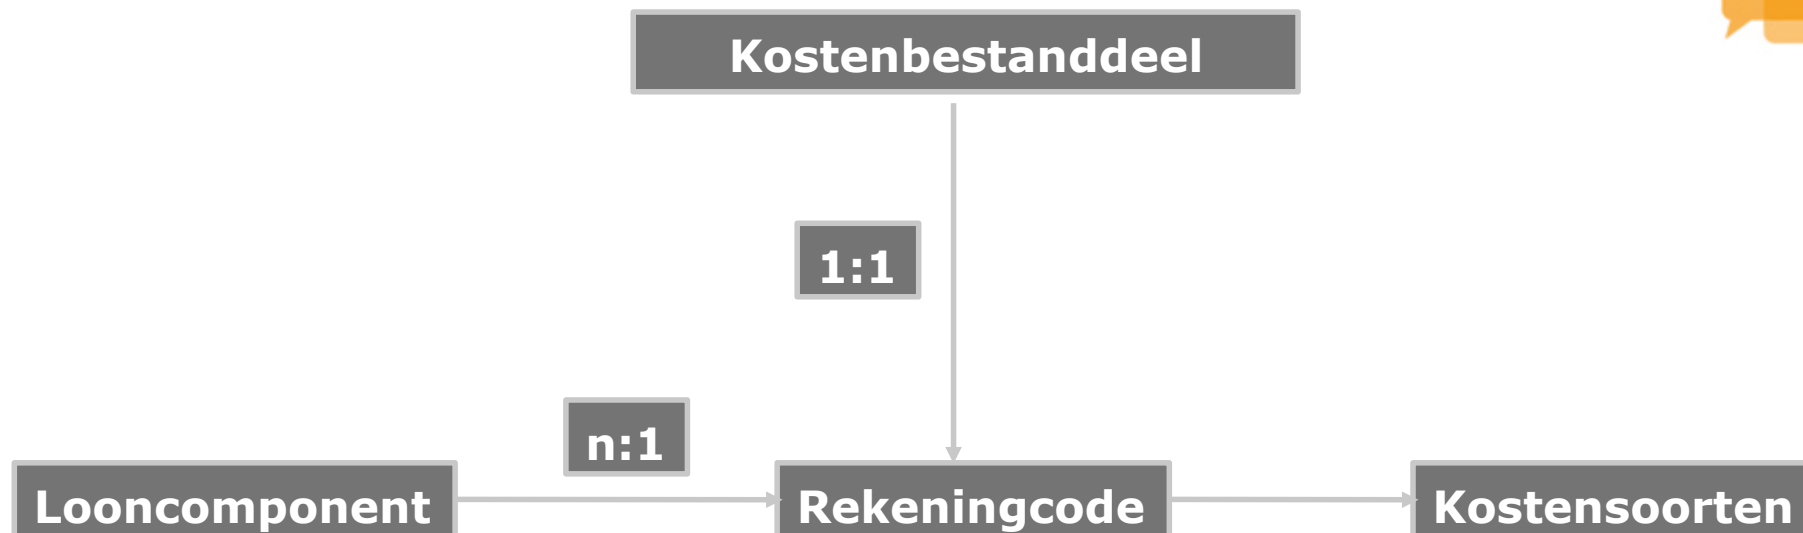 Kostenbestanddeel
1:1
n:1
Looncomponent
Rekeningcode
Kostensoorten